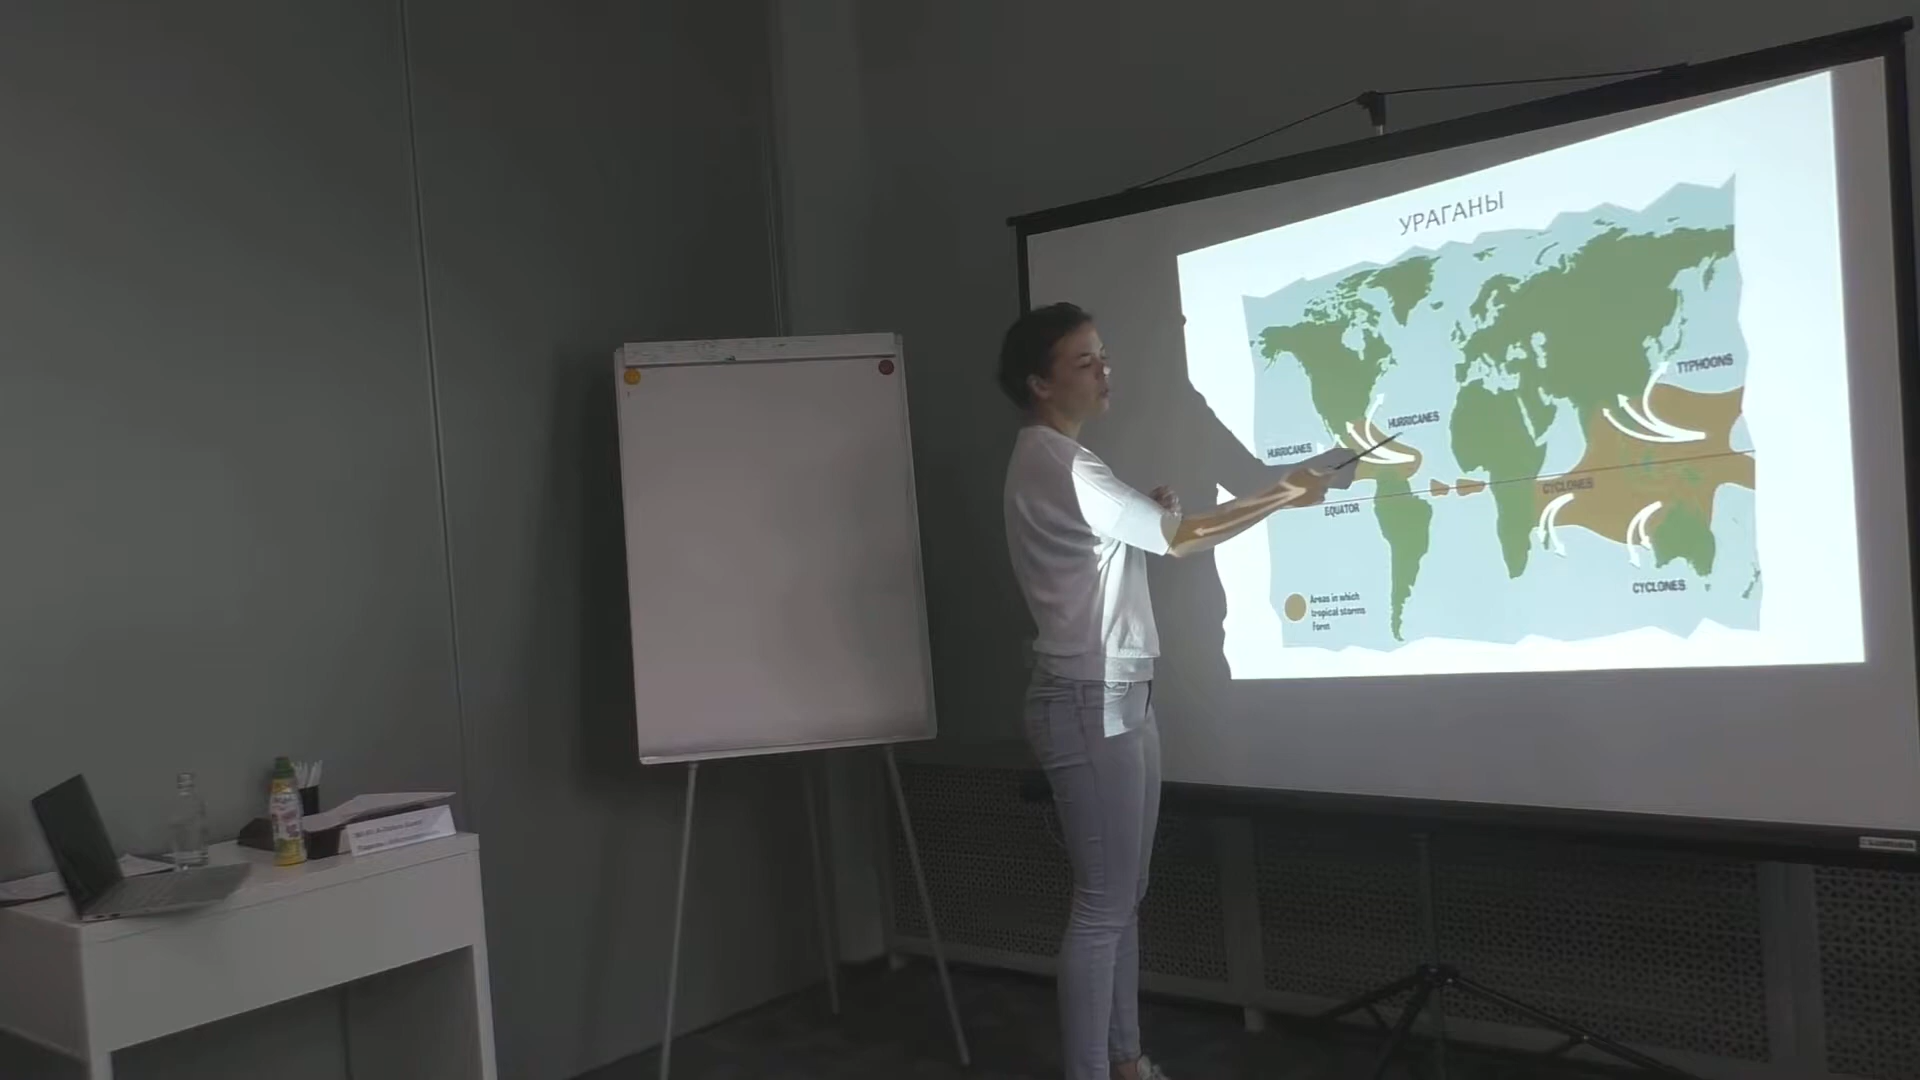 УРАГАНЫ
TYPHOONS
HURRICANES
HURRICANES
CYCLONES
EQUATOR
CYCLONES
Areas in which
tropical storms
form